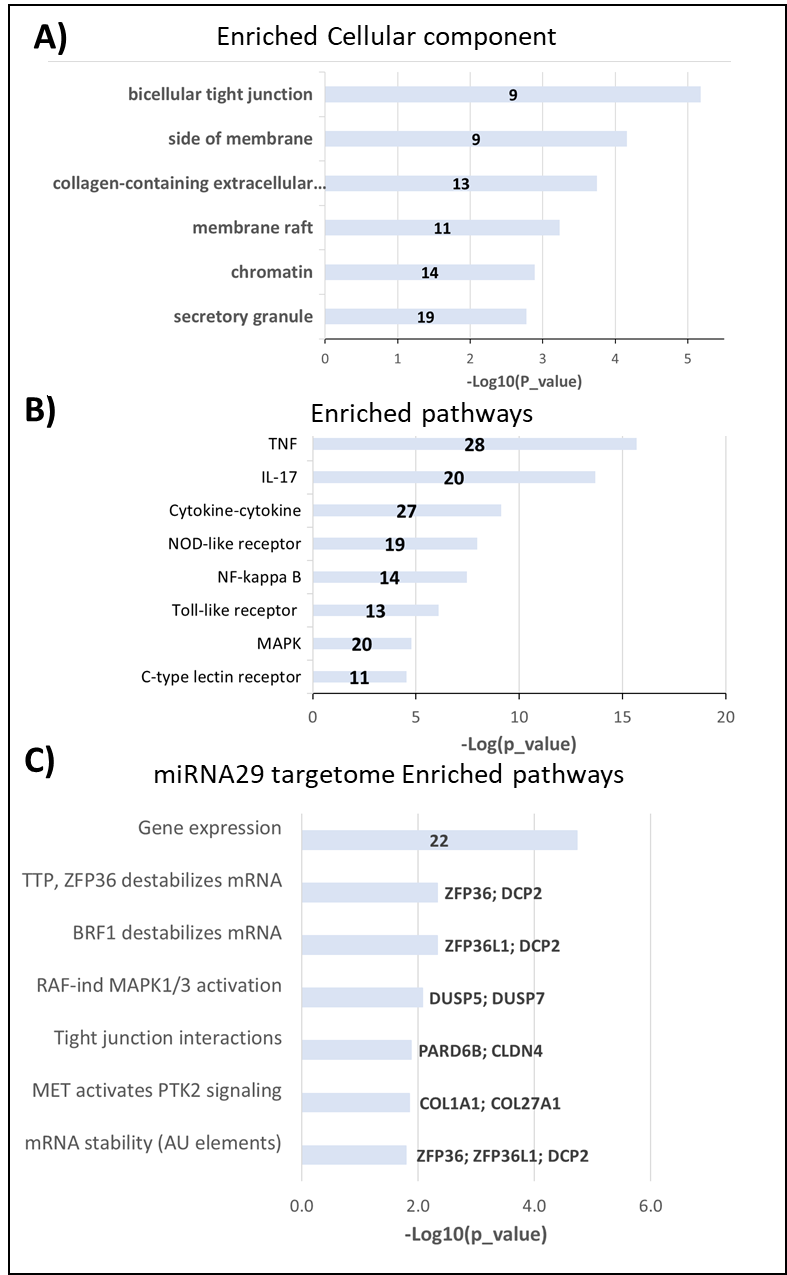 A)
Enriched Cellular component
bicellular tight junction
9
side of membrane
9
collagen-containing extracellular...
13
membrane raft
11
chromatin
14
secretory granule
19
0 1 2 3 4 5
-Log10(P_value)
B)
Enriched pathways
TNF
28
IL-17
20
Cytokine-cytokine
27
NOD-like receptor
19
NF-kappa B
14
Toll-like receptor
13
MAPK
20
C-type lectin receptor
11
0 5 10 15 20
-Log(p_value)
C)
miRNA29 targetome Enriched pathways
Gene expression
22
TTP, ZFP36 destabilizes mRNA
ZFP36; DCP2
BRF1 destabilizes mRNA
ZFP36L1; DCP2
RAF-ind MAPK1/3 activation
DUSP5; DUSP7
Tight junction interactions
PARD6B; CLDN4
MET activates PTK2 signaling
COL1A1; COL27A1
mRNA stability (AU elements)
ZFP36; ZFP36L1; DCP2
0.0 2.0 4.0 6.0
-Log10(p_value)